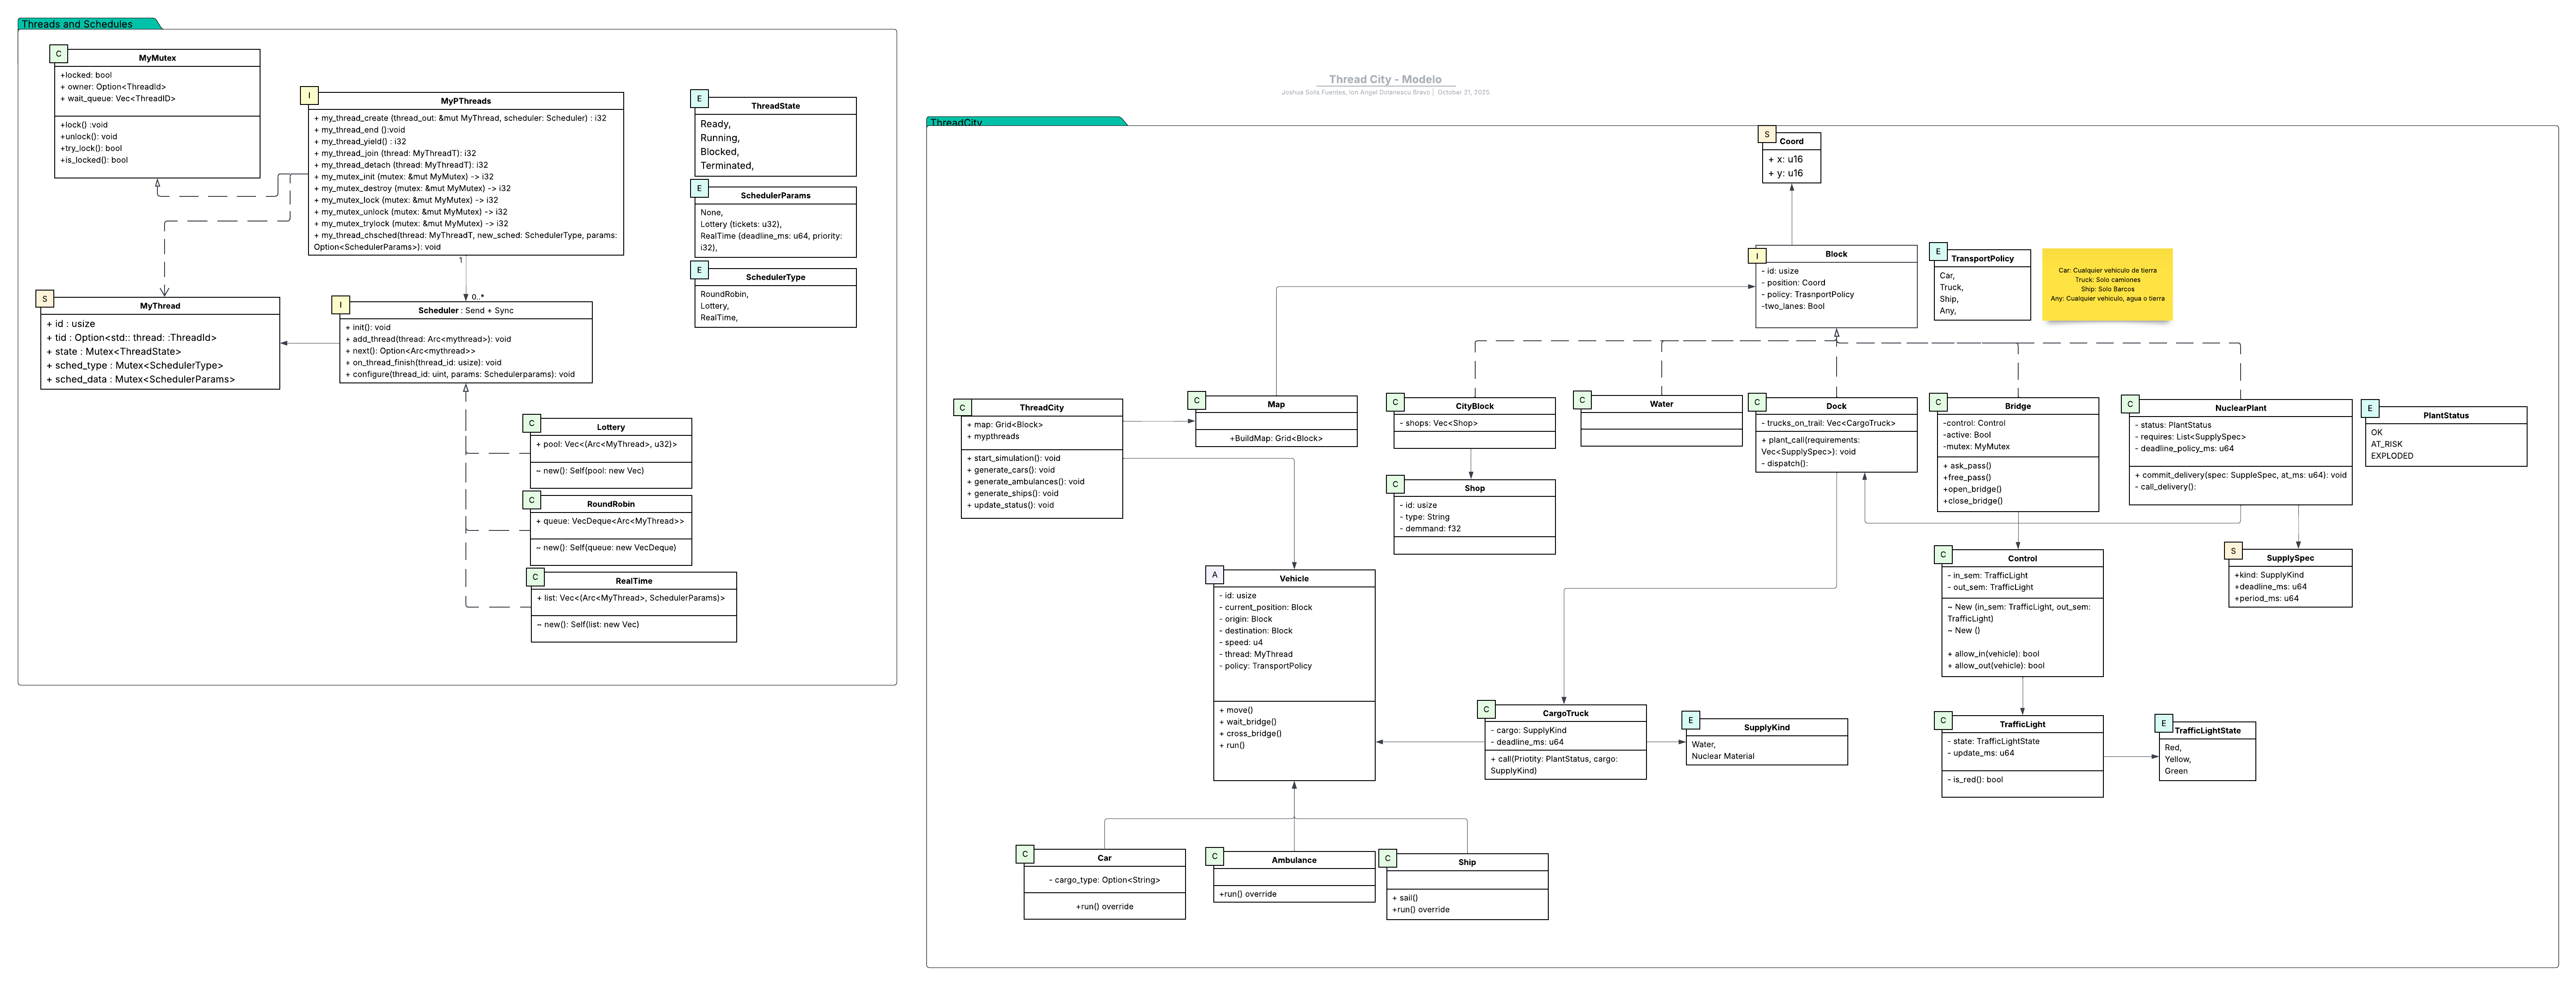 Threads and Schedules
C
MyMutex
+locked: bool
+ owner: Option<ThreadId>
+ wait_queue: Vec<ThreadID>
+lock() :void
+unlock(): void
+try_lock(): bool
+is_locked(): bool
I
MyPThreads
+ my_thread_create (thread_out: &mut MyThread, scheduler: Scheduler) : i32
+ my_thread_end ():void
+ my_thread_yield() : i32
+ my_thread_join (thread: MyThreadT): i32
+ my_thread_detach (thread: MyThreadT): i32
+ my_mutex_init (mutex: &mut MyMutex) -> i32
+ my_mutex_destroy (mutex: &mut MyMutex) -> i32
+ my_mutex_lock (mutex: &mut MyMutex) -> i32
+ my_mutex_unlock (mutex: &mut MyMutex) -> i32
+ my_mutex_trylock (mutex: &mut MyMutex) -> i32
+ my_thread_chsched(thread: MyThreadT, new_sched: SchedulerType, params:
Option<SchedulerParams>): void
1
0..*
E
ThreadState
Ready,
Running,
Blocked,
Terminated,
E
SchedulerParams
None,
Lottery (tickets: u32),
RealTime (deadline_ms: u64, priority:
i32),
E
SchedulerType
RoundRobin,
Lottery,
RealTime,
S
MyThread
+ id : usize
+ tid : Option<std:: thread: :ThreadId>
+ state : Mutex<ThreadState>
+ sched_type : Mutex<SchedulerType>
+ sched_data : Mutex<SchedulerParams>
I
Scheduler : Send + Sync
+ init(): void
+ add_thread(thread: Arc<mythread>): void
+ next(): Option<Arc<mythread>>
+ on_thread_finish(thread_id: usize): void
+ configure(thread_id: uint, params: Schedulerparams): void
C
Lottery
+ pool: Vec<(Arc<MyThread>, u32)>
~ new(): Self(pool: new Vec)
C
RoundRobin
+ queue: VecDeque<Arc<MyThread>>
~ new(): Self(queue: new VecDeque)
C
RealTime
+ list: Vec<(Arc<MyThread>, SchedulerParams)>
~ new(): Self(list: new Vec)
Thread City - Modelo
Joshua Solís Fuentes, Ion Angel Dolanescu Bravo | October 21, 2025
ThreadCity
S
Coord
+ x: u16
+ y: u16
I
Block
- id: usize
- position: Coord
- policy: TrasnportPolicy
-two_lanes: Bool
E
TransportPolicy
Car,
Truck,
Ship,
Any,
Car: Cualquier vehiculo de tierra
Truck: Solo camiones
Ship: Solo Barcos
Any: Cualquier vehiculo, agua o tierra
C
ThreadCity
+ map: Grid<Block>
+ mypthreads
+ start_simulation(): void
+ generate_cars(): void
+ generate_ambulances(): void
+ generate_ships(): void
+ update_status(): void
C
Map
+BuildMap: Grid<Block>
C
CityBlock
- shops: Vec<Shop>
C
Water
C
Dock
- trucks_on_trail: Vec<CargoTruck>
+ plant_call(requirements:
Vec<SupplySpec>): void
- dispatch():
C
Bridge
-control: Control
-active: Bool
-mutex: MyMutex
+ ask_pass()
+free_pass()
+open_bridge()
+close_bridge()
C
NuclearPlant
- status: PlantStatus
- requires: List<SupplySpec>
- deadline_policy_ms: u64
+ commit_delivery(spec: SuppleSpec, at_ms: u64): void
- call_delivery():
E
PlantStatus
OK
AT_RISK
EXPLODED
C
Shop
- id: usize
- type: String
- demmand: f32
C
Control
- in_sem: TrafficLight
- out_sem: TrafficLight
~ New (in_sem: TrafficLight, out_sem:
TrafficLight)
~ New ()
+ allow_in(vehicle): bool
+ allow_out(vehicle): bool
S
SupplySpec
+kind: SupplyKind
+deadline_ms: u64
+period_ms: u64
A
Vehicle
- id: usize
- current_position: Block
- origin: Block
- destination: Block
- speed: u4
- thread: MyThread
- policy: TransportPolicy
+ move()
+ wait_bridge()
+ cross_bridge()
+ run()
C
CargoTruck
- cargo: SupplyKind
- deadline_ms: u64
+ call(Priotity: PlantStatus, cargo:
SupplyKind)
E
SupplyKind
Water,
Nuclear Material
C
TrafficLight
- state: TrafficLightState
- update_ms: u64
- is_red(): bool
E
TrafficLightState
Red,
Yellow,
Green
C
Car
- cargo_type: Option<String>
+run() override
C
Ambulance
+run() override
C
Ship
+ sail()
+run() override